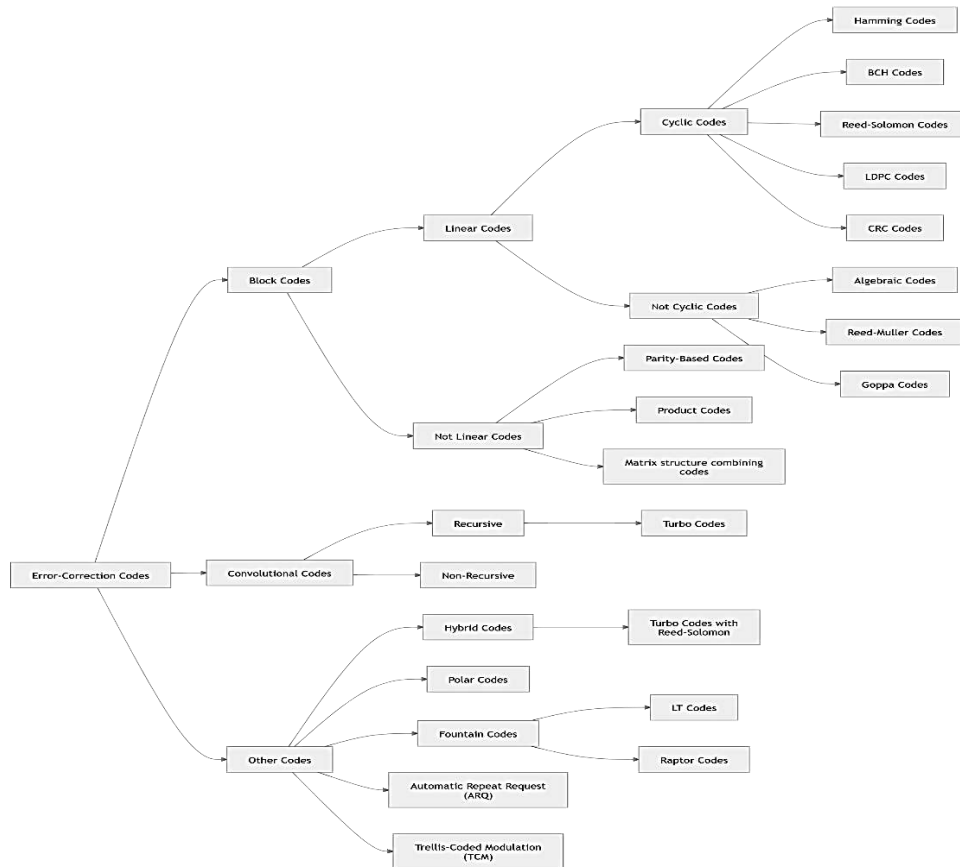 Hamming Codes
BCH Codes
Cyclic Codes
Reed-Solomon Codes
LDPC Codes
Linear Codes
CRC Codes
Block Codes
Algebraic Codes
Not Cyclic Codes
Reed-Muller Codes
Parity-Based Codes
Goppa Codes
Product Codes
Not Linear Codes
Matrix structure combining
codes
Recursive
Turbo Codes
Error-Correction Codes
Convolutional Codes
Non-Recursive
Hybrid Codes
Turbo Codes with
Reed-Solomon
Polar Codes
LT Codes
Fountain Codes
Other Codes
Raptor Codes
Automatic Repeat Request
(ARQ)
Trellis-Coded Modulation
(TCM)